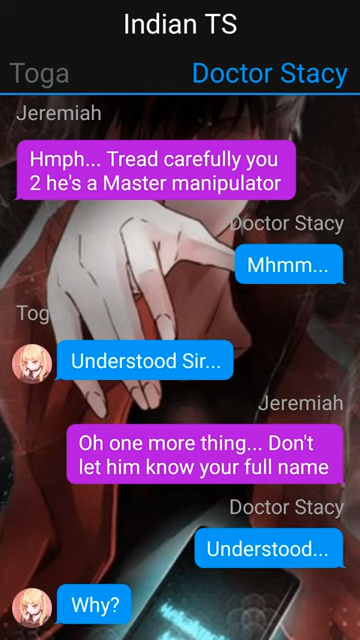 Indian TS
Toga
Doctor Stacy
Jeremiah
Hmph... Tread carefully you
2 he's a Master manipulator
Doctor Stacy
Mhmm...
Toga
Understood Sir...
Jeremiah
Oh one more thing... Don't
let him know your full name
Doctor Stacy
Understood...
Why?